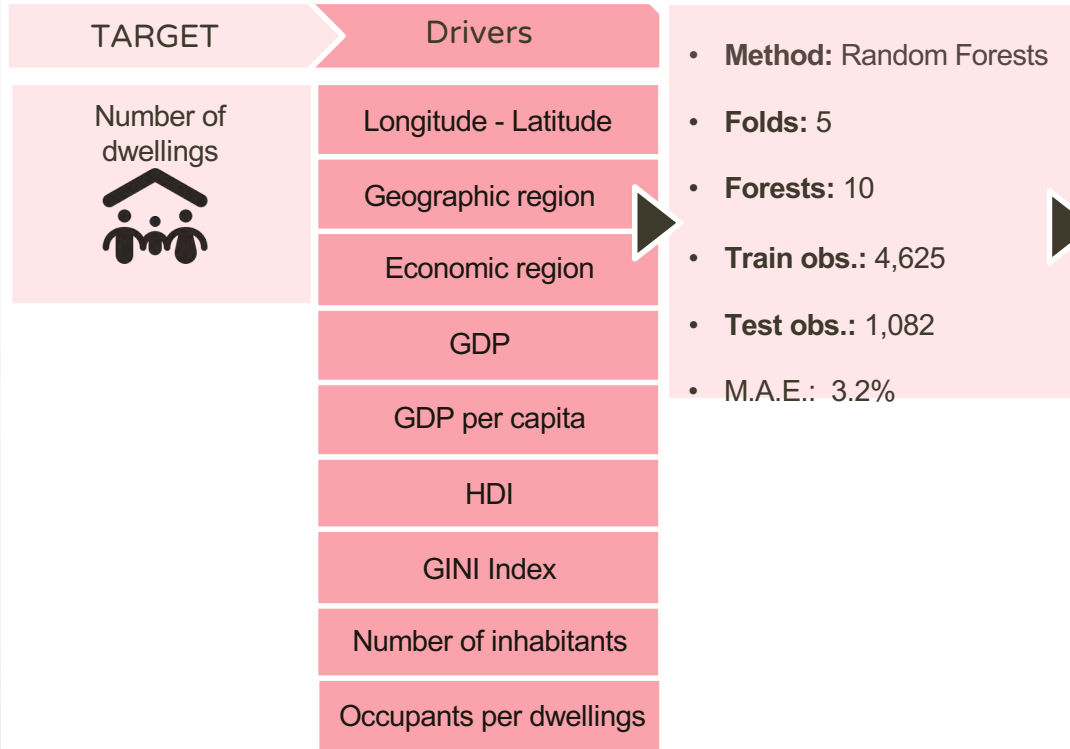 TARGET
Drivers
Number of
dwellings
Longitude - Latitude
Geographic region
Economic region
GDP
GDP per capita
HDI
GINI Index
Number of inhabitants
Occupants per dwellings
• Method: Random Forests
• Folds: 5
• Forests: 10
• Train obs.: 4,625
• Test obs.: 1,082
• M.A.E.: 3.2%